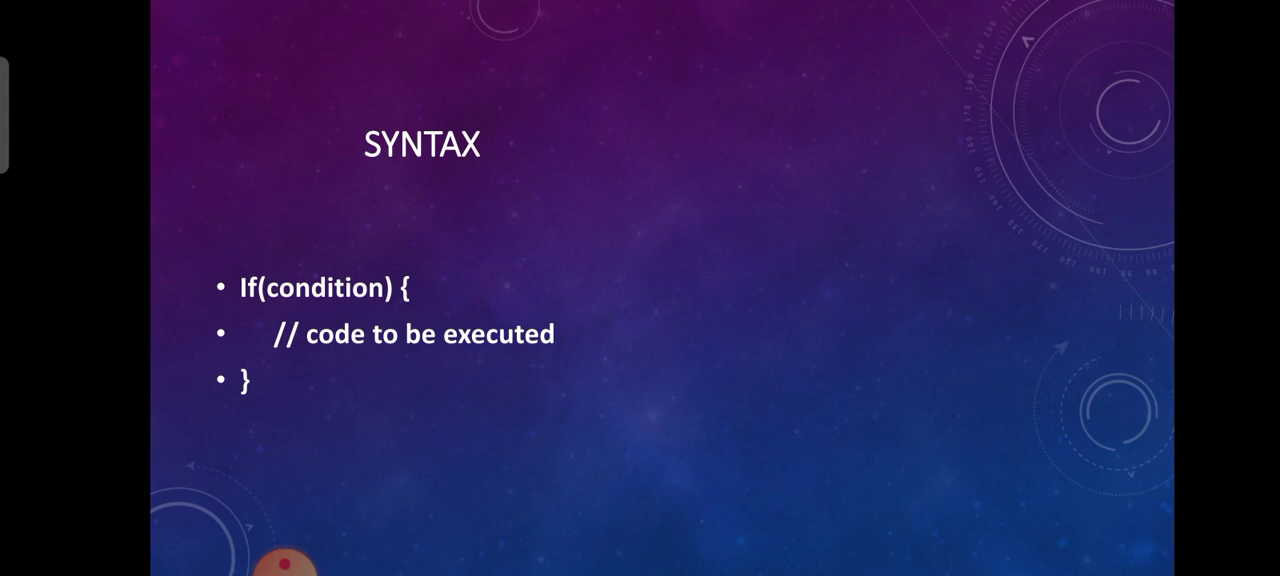 SYNTAX
• If(condition) {
• // code to be executed
• }